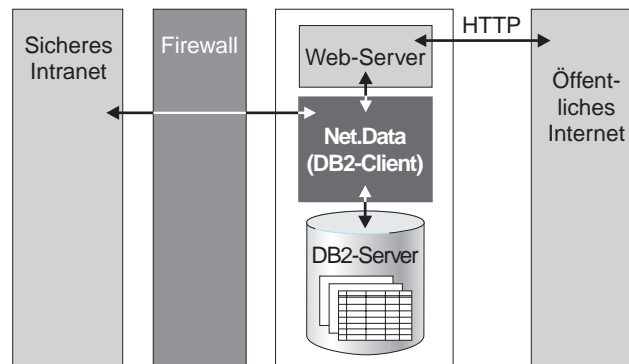 Sicheres
Intranet
Firewall
Web-Server
HTTP
Öffent-
liches
Internet
Net.Data
(DB2-Client)
DB2-Server